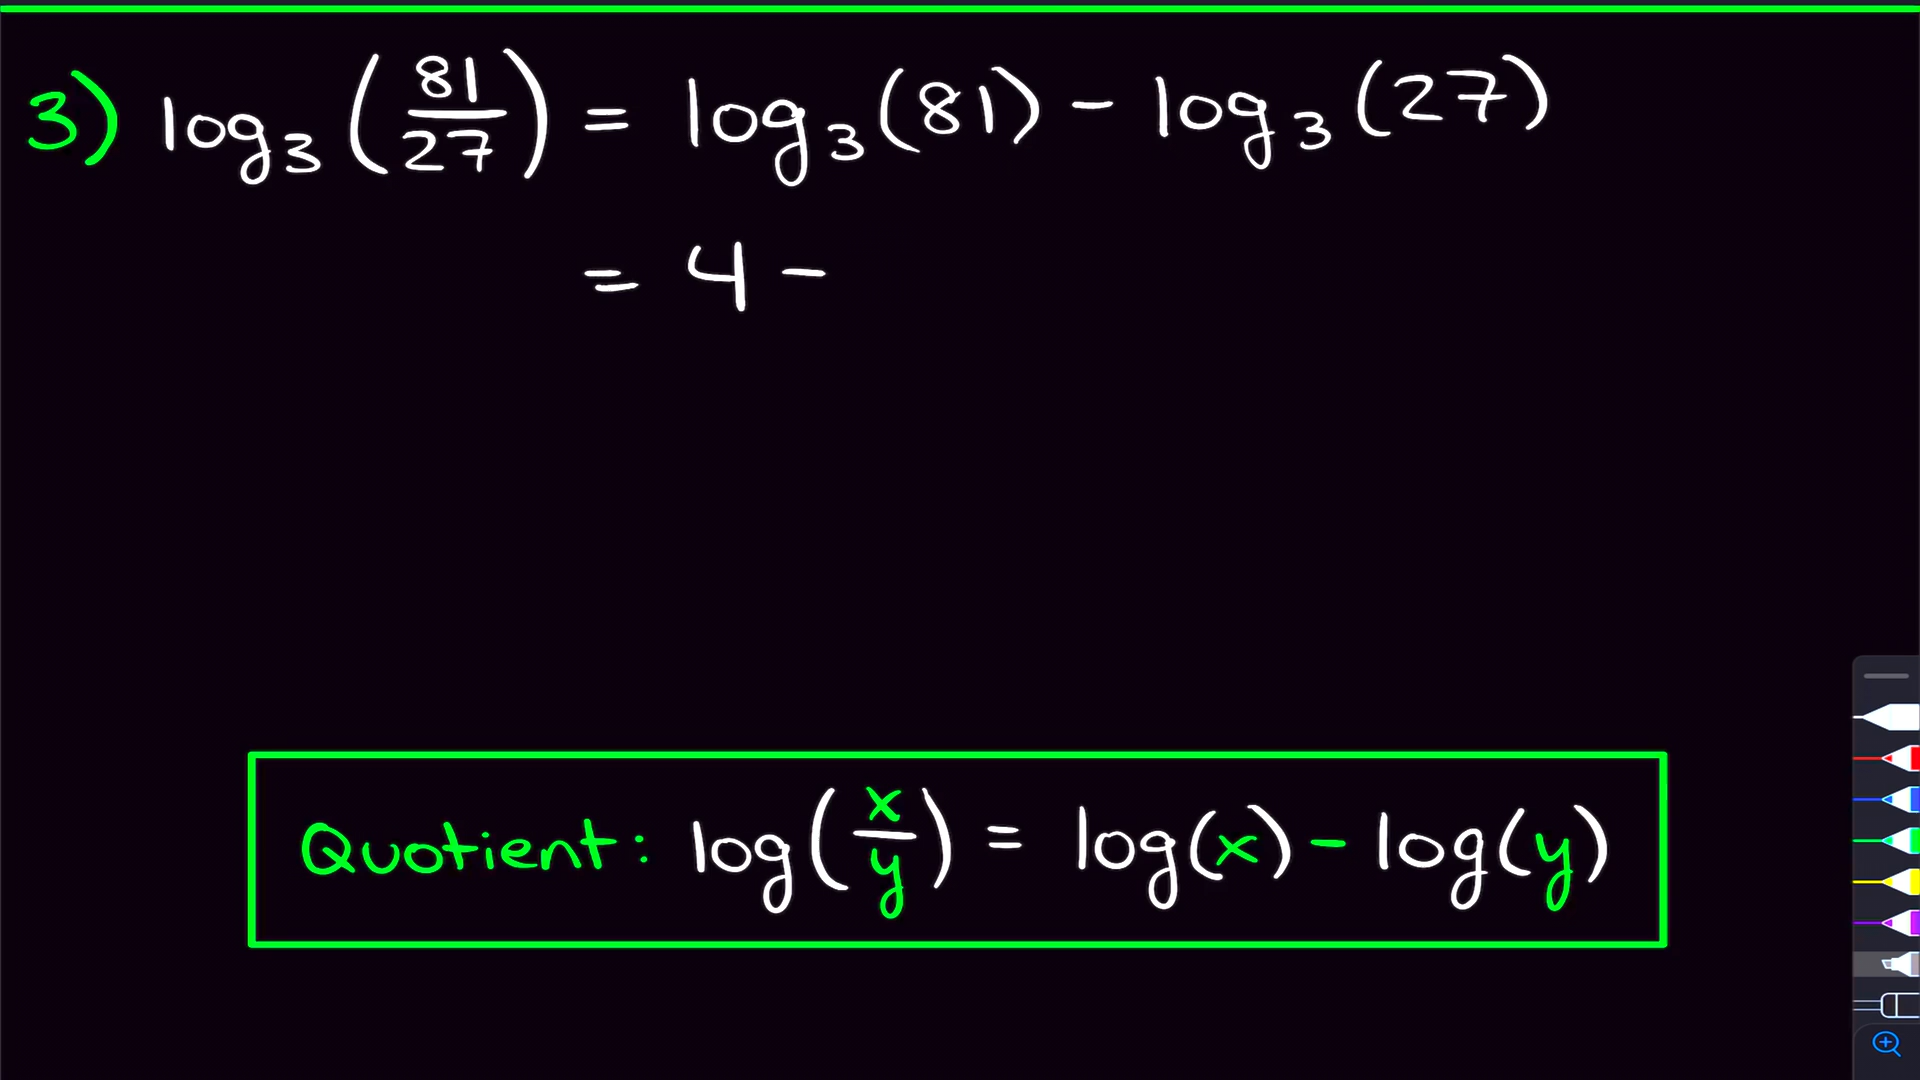 3) log₃(81/27) = log₃(81) - log₃(27)
= 4 -
Quotient: log(x/y) = log(x) - log(y)